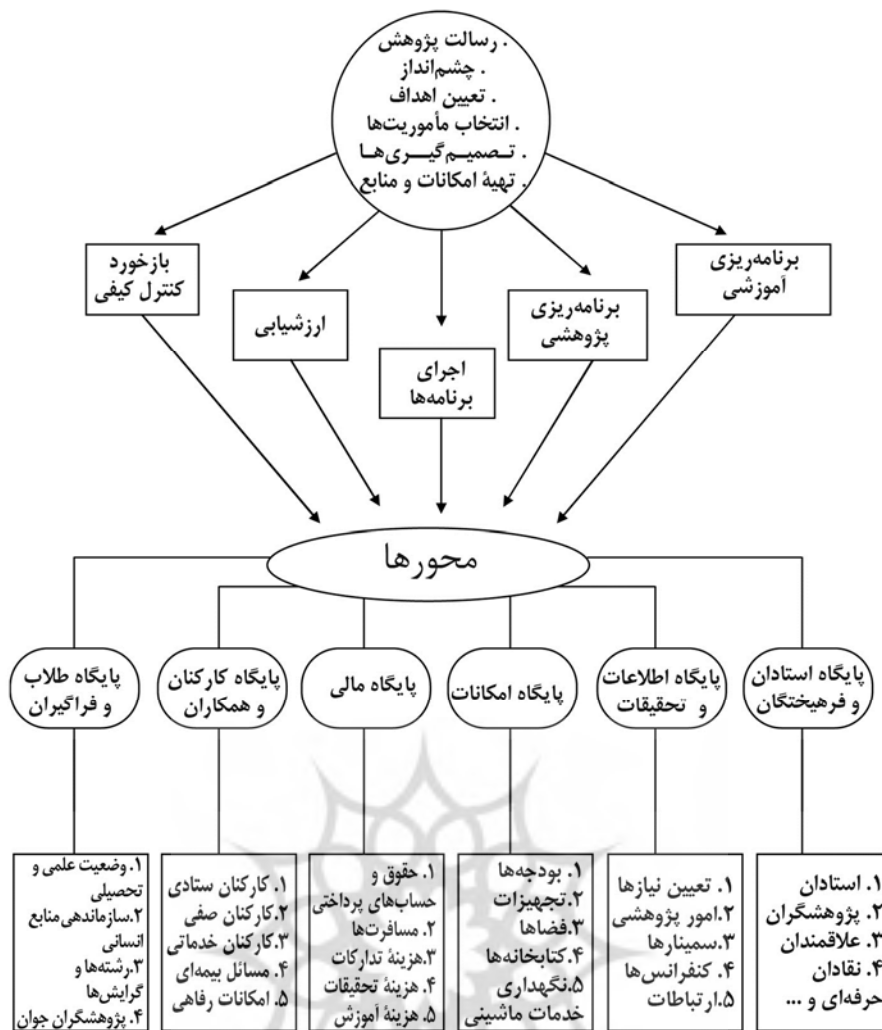 . رسالت پژوهش
. چشم‌انداز
. تعیین اهداف
. انتخاب مأموریت‌ها
. تـصمیـم‌گیــری‌هـا
. تهیهٔ امکانات و منابع
برنامه‌ریزی
آموزشی
برنامه‌ریزی
پژوهشی
اجرای
برنامه‌ها
ارزشیابی
بازخورد
کنترل کیفی
محورها
پایگاه استادان
و فرهیختگان
پایگاه اطلاعات
و تحقیقات
پایگاه امکانات
پایگاه مالی
پایگاه کارکنان
و همکاران
پایگاه طلاب
و فراگیران
۱. استادان
۲. پژوهشگران
۳. علاقمندان
۴. نقادان
حرفه‌ای و ...
۱. تعیین نیازها
۲.امور پژوهشی
۳.سمینارها
۴. کنفرانس‌ها
۵.ارتباطات
۱. بودجه‌ها
۲.تجهیزات
۳.فضاها
۴.کتابخانه‌ها
۵.نگهداری
خدمات ماشینی
۱. حقوق و
حساب‌های پرداختی
۲. مسافرت‌ها
۳.هزینهٔ تدارکات
۴. هزینهٔ تحقیقات
۵. هزینهٔ آموزش
۱. کارکنان ستادی
۲.کارکنان صفی
۳.کارکنان خدماتی
۴. مسائل بیمه‌ای
۵. امکانات رفاهی
۱. وضعیت علمی و
تحصیلی
۲.سازماندهی منابع
انسانی
۳.رشته‌ها و
گرایش‌ها
۴. پژوهشگران جوان